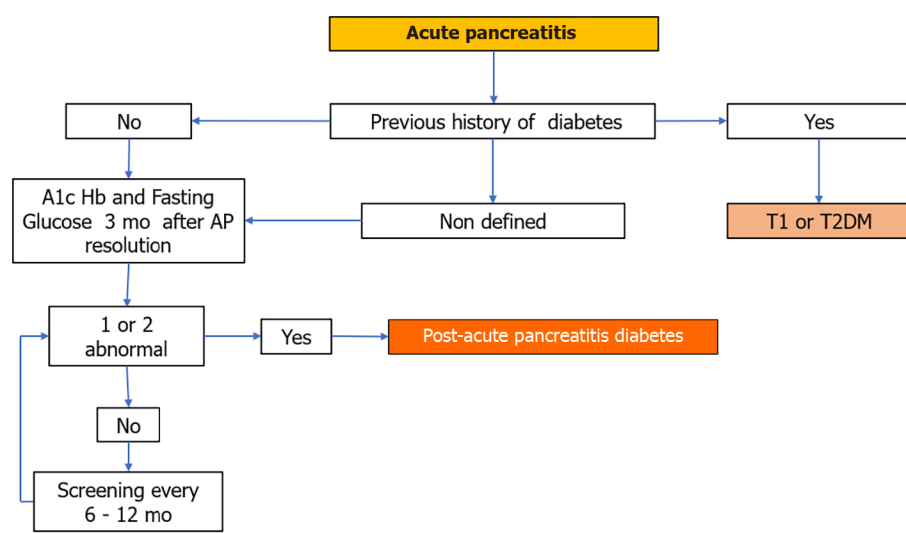 Acute pancreatitis
No
Previous history of diabetes
Yes
A1c Hb and Fasting
Glucose 3 mo after AP
resolution
Non defined
T1 or T2DM
1 or 2
abnormal
Yes
Post-acute pancreatitis diabetes
No
Screening every
6 - 12 mo